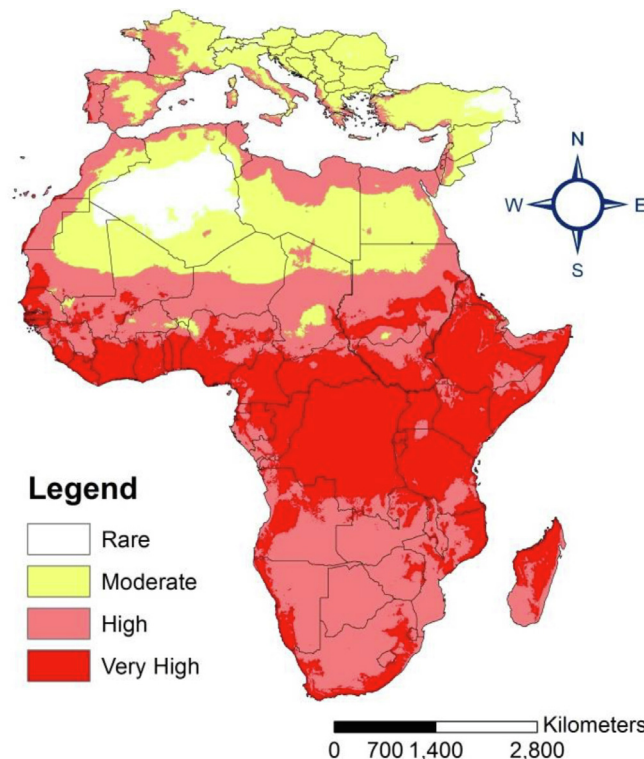 N
W E
S
Legend
Rare
Moderate
High
Very High
Kilometers
0 700 1,400 2,800